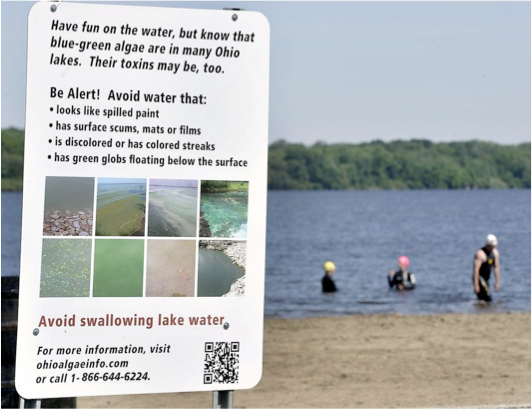 Have fun on the water, but know that
blue-green algae are in many Ohio
lakes. Their toxins may be, too.
Be Alert! Avoid water that:
• looks like spilled paint
• has surface scums, mats or films
• is discolored or has colored streaks
• has green globs floating below the surface
Avoid swallowing lake water.
For more information, visit
ohioalgaeinfo.com
or call 1-866-644-6224.